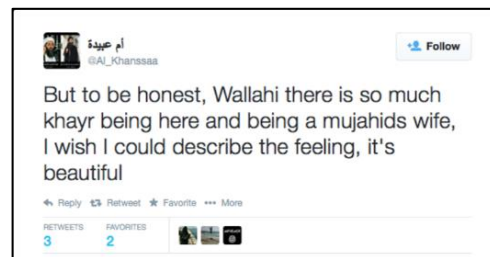 أم عبيدة
@Al_Khanssaa
Follow
But to be honest, Wallahi there is so much
khayr being here and being a mujahids wife,
I wish I could describe the feeling, it's
beautiful
Reply Retweet Favorite More
RETWEETS FAVORITES
3 2